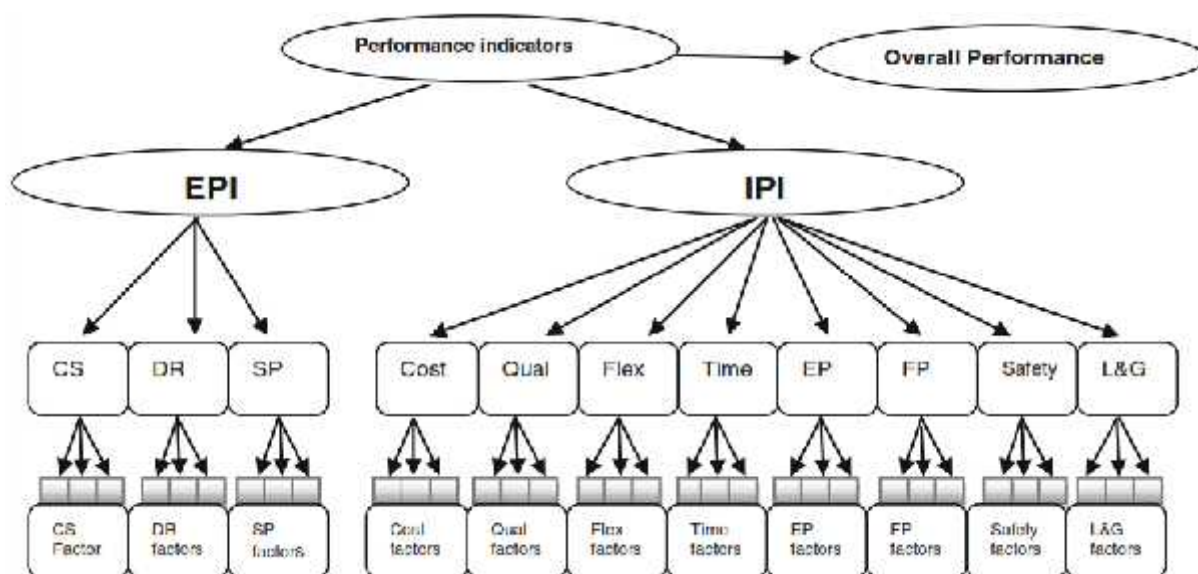 Performance indicators
Overall Performance
EPI
IPI
CS
DR
SP
Cost
Qual
Flex
Time
EP
FP
Safety
L&G
CS
Factor
DR
factors
SP
factors
Cost
factors
Qual
factors
Flex
factors
Time
factors
EP
factors
FP
factors
Safety
factors
L&G
factors